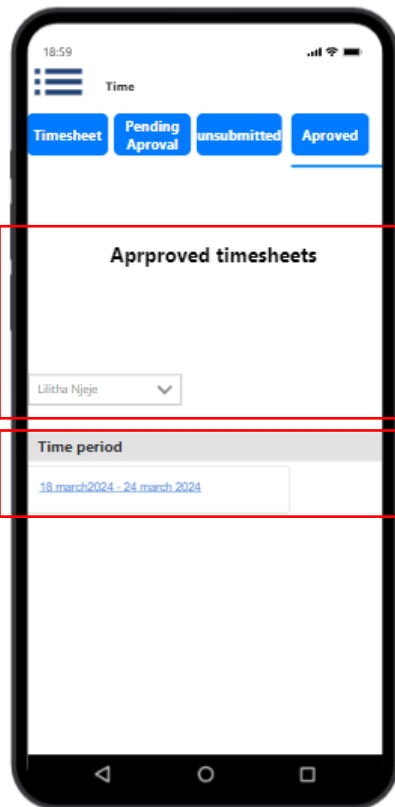 18:59
Time
Timesheet
Pending
Aproval
unsubmitted
Aproved
Aprproved timesheets
Lilitha Njeje
Time period
18 march2024 - 24 march 2024